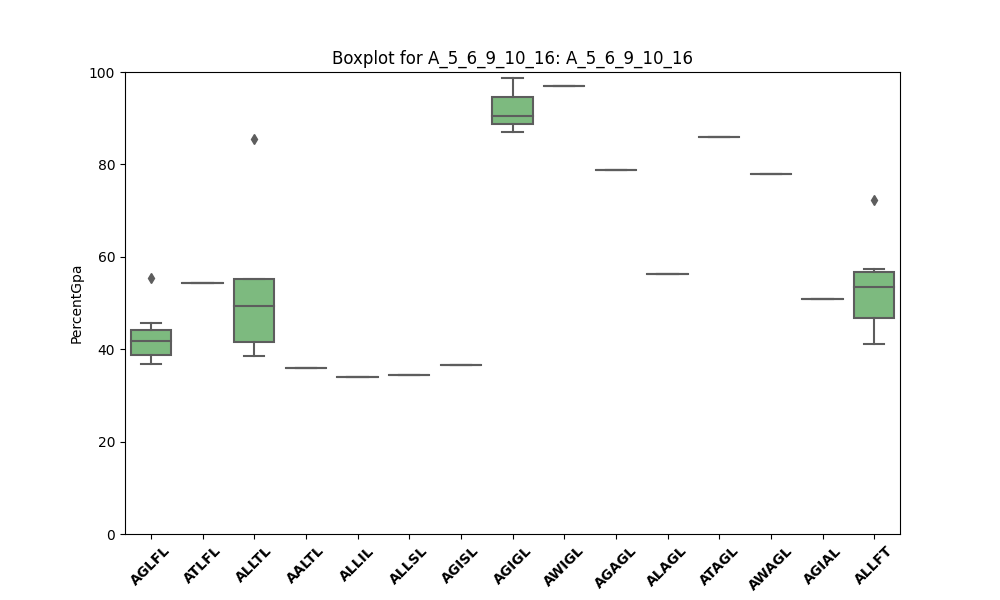 Boxplot for A_5_6_9_10_16: A_5_6_9_10_16
PercentGpa
100
80
60
40
20
0
AGLFL ATLFL ALLTL AALTL ALLIL ALLSL AGISL AGIGL AWIGL AGAGL ALAGL ATAGL AWAGL AGIAL ALLFT